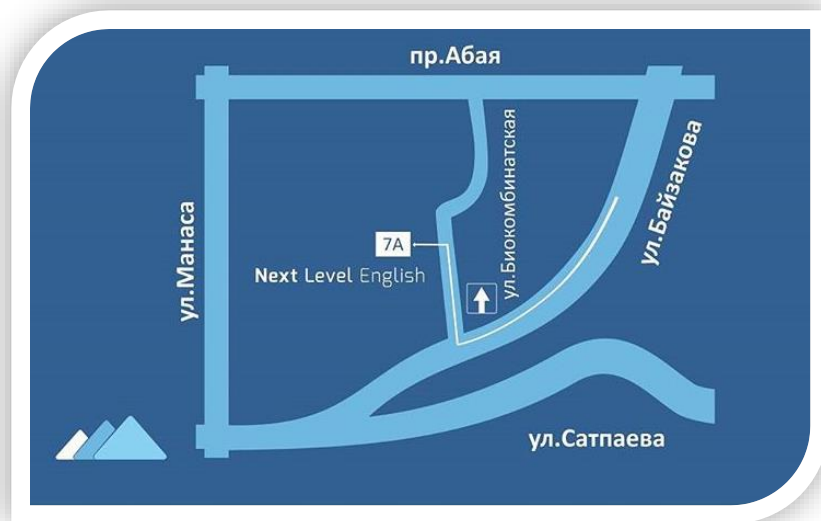 пр.Абая
ул.Манаса
ул.Биокомбинатская
ул.Байзакова
7А
Next Level English
ул.Сатпаева